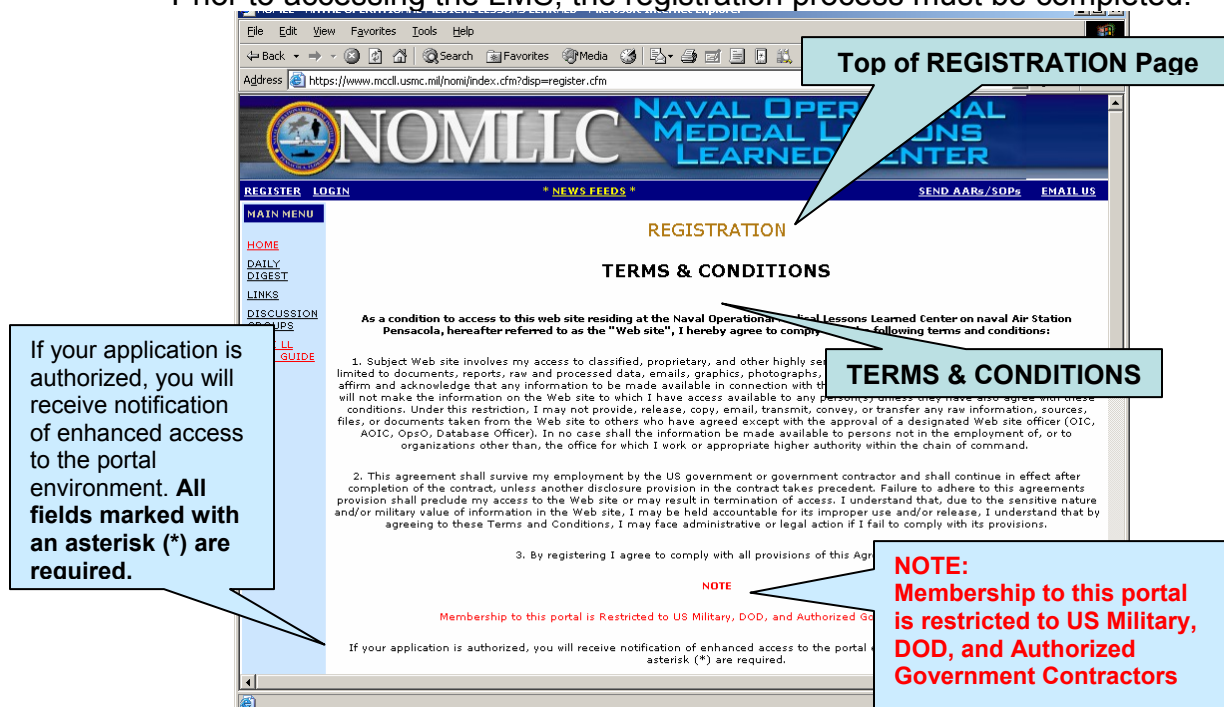 Prior to accessing the LMS, the registration process must be completed.
File Edit View Favorites Tools Help
Back Search Favorites Media
Address https://www.mccll.usmc.mil/nomi/index.cfm?disp=register.cfm
Top of REGISTRATION Page
NOMLLC
NAVAL
MEDICAL
LEARNED
REGISTER LOGIN * NEWS FEEDS * SEND AARs/SOPs EMAIL US
MAIN MENU
HOME
DAILY
DIGEST
LINKS
DISCUSSION
LL
GUIDE
REGISTRATION
TERMS & CONDITIONS
As a condition to access to this web site residing at the Naval Operational Medical Lessons Learned Center on naval Air Station
Pensacola, hereafter referred to as the "Web site", I hereby agree to comply following terms and conditions:
1. Subject Web site involves my access to classified, proprietary, and other highly
limited to documents, reports, raw and processed data, emails, graphics, photographs,
affirm and acknowledge that any information to be made available in connection with
will not make the information on the Web site to which I have access available to any person(s) unless they have also agree with these
conditions. Under this restriction, I may not provide, release, copy, email, transmit, convey, or transfer any raw information, sources,
files, or documents taken from the Web site to others who have agreed except with the approval of a designated Web site officer (OIC,
AOIC, OpsO, Database Officer). In no case shall the information be made available to persons not in the employment of, or to
organizations other than, the office for which I work or appropriate higher authority within the chain of command.
2. This agreement shall survive my employment by the US government or government contractor and shall continue in effect after
completion of the contract, unless another disclosure provision in the contract takes precedent. Failure to adhere to this agreements
provision shall preclude my access to the Web site or may result in termination of access. I understand that, due to the sensitive nature
and/or military value of information in the Web site, I may be held accountable for its improper use and/or release, I understand that by
agreeing to these Terms and Conditions, I may face administrative or legal action if I fail to comply with its provisions.
3. By registering I agree to comply with all provisions of this
NOTE
Membership to this portal is Restricted to US Military, DOD, and Authorized
If your application is authorized, you will receive notification of enhanced access to the portal
asterisk (*) are required.
If your application is
authorized, you will
receive notification
of enhanced access
to the portal
environment. All
fields marked with
an asterisk (*) are
required.
TERMS & CONDITIONS
NOTE:
Membership to this portal
is restricted to US Military,
DOD, and Authorized
Government Contractors